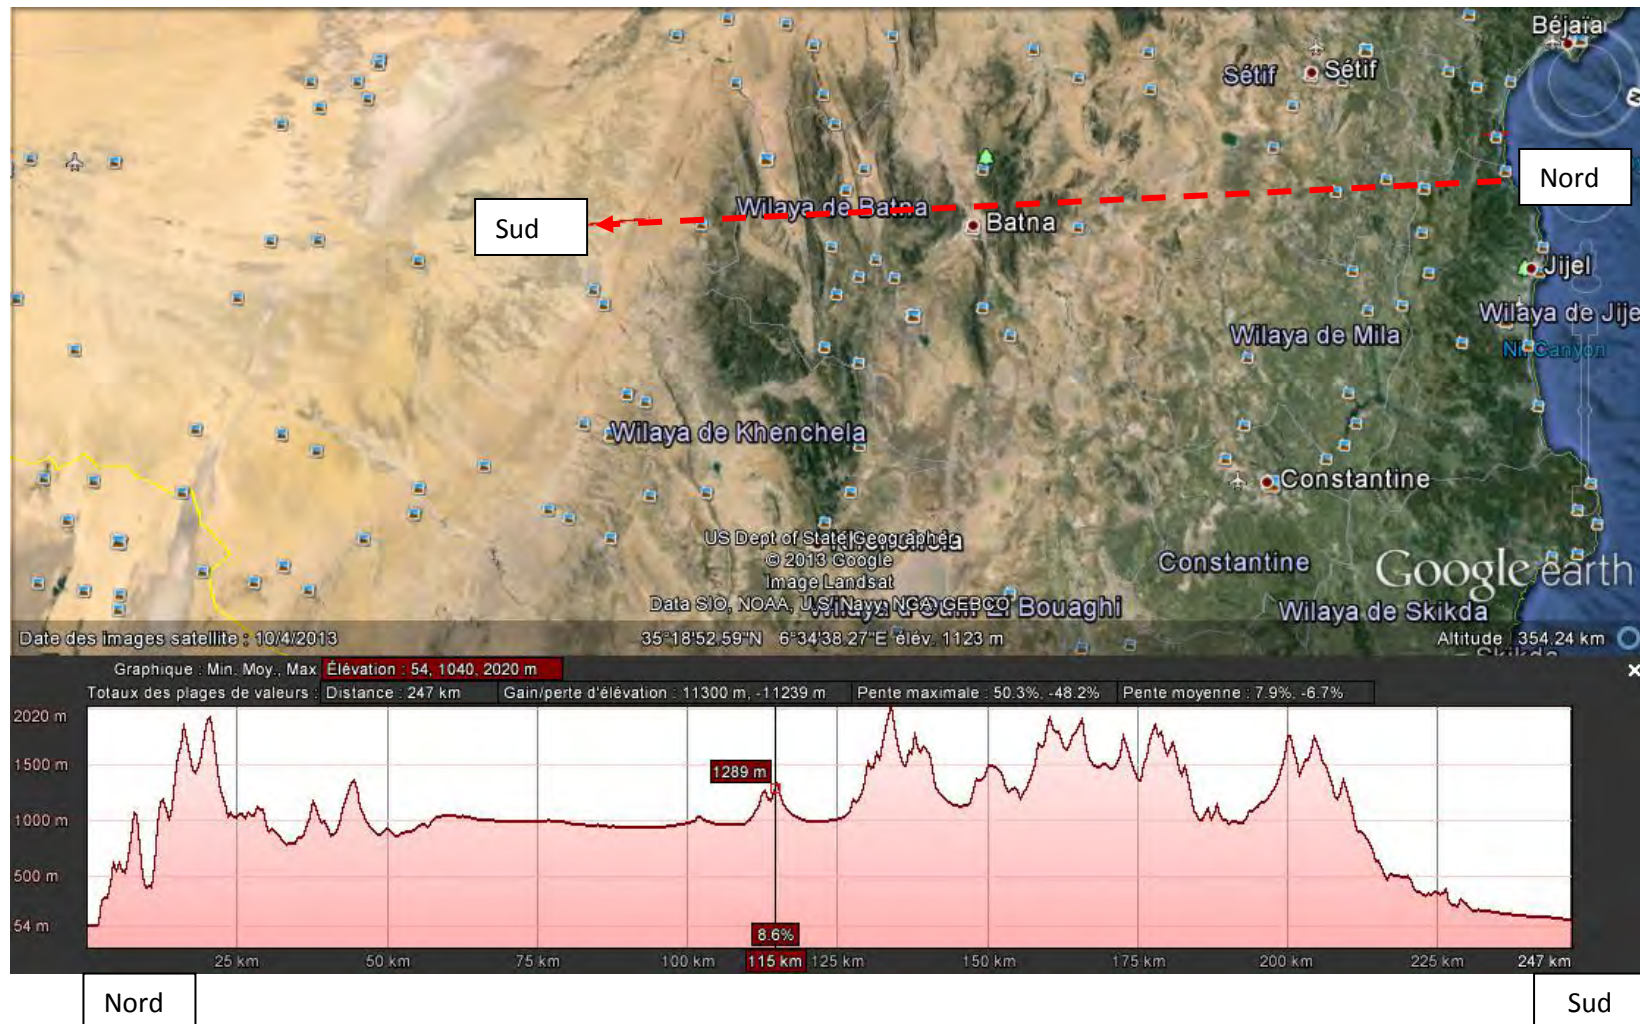 Béjaïa
Sétif
Sétif
N
Nord
Sud
Wilaya de Batna
Batna
Jijel
Wilaya de Jije
Wilaya de Mila
Wilaya de Khenchela
Constantine
US Dept of State Geographer
Khenchela
© 2013 Google
Image Landsat
Constantine
Google earth
Data SIO, NOAA, U.S. Navy, NGA, GEBCO
Wilaya d'Oum El Bouaghi
Wilaya de Skikda
Date des images satellite : 10/4/2013
35°18'52.59"N 6°34'38.27"E élév. 1123 m
Altitude 354.24 km
Skikda
Graphique : Min. Moy., Max Élévation : 54, 1040, 2020 m
Totaux des plages de valeurs : Distance : 247 km Gain/perte d'élévation : 11300 m, -11239 m Pente maximale : 50.3%, -48.2% Pente moyenne : 7.9%, -6.7%
2020 m
1500 m
1289 m
1000 m
500 m
54 m
8.6%
25 km 50 km 75 km 100 km 115 km 125 km 150 km 175 km 200 km 225 km 247 km
Nord Sud